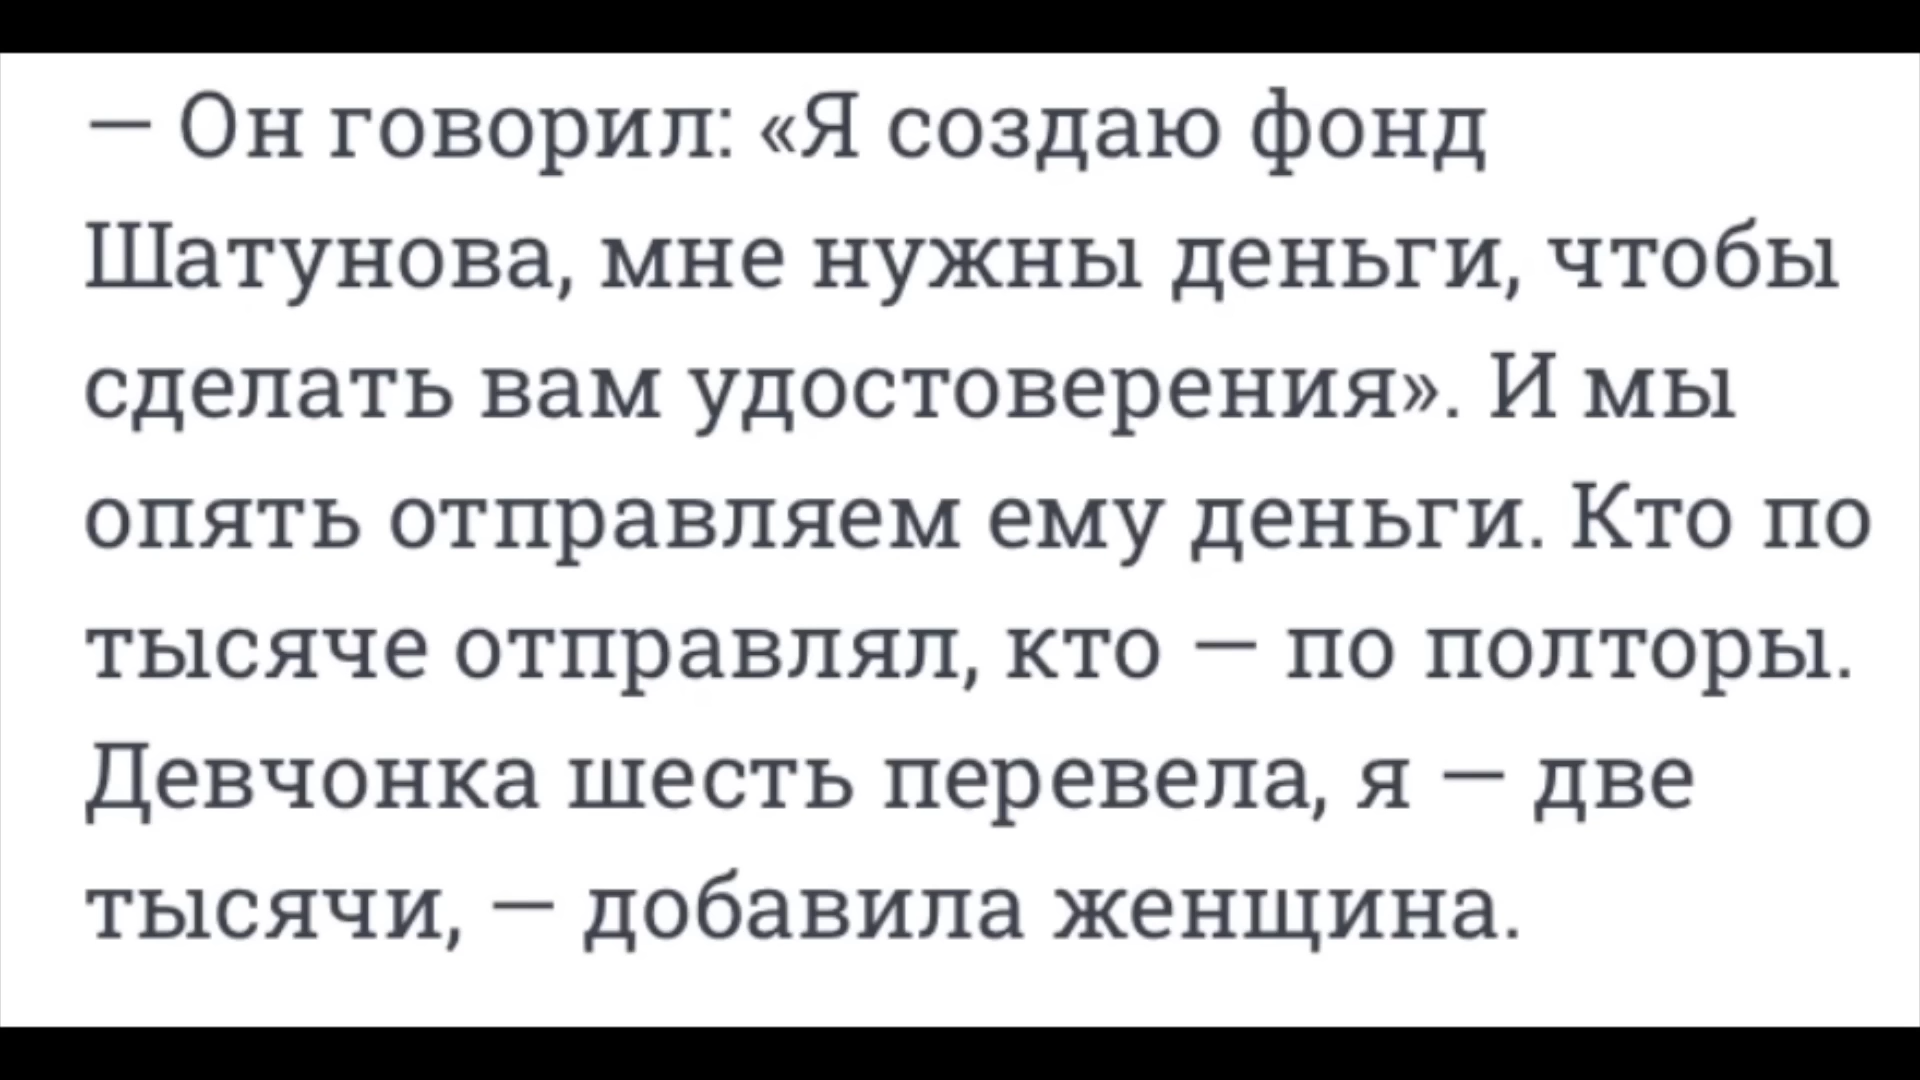 — Он говорил: «Я создаю фонд
Шатунова, мне нужны деньги, чтобы
сделать вам удостоверения». И мы
опять отправляем ему деньги. Кто по
тысяче отправлял, кто — по полторы.
Девчонка шесть перевела, я — две
тысячи, — добавила женщина.